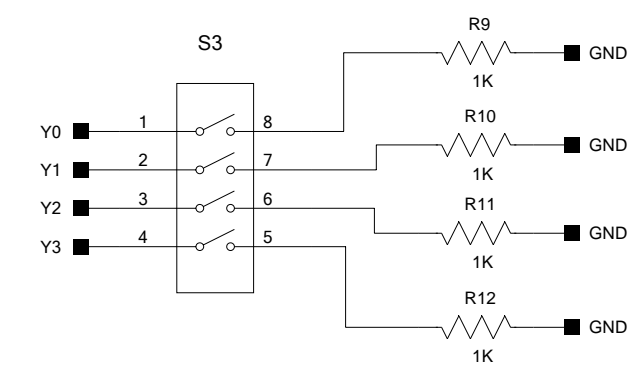 S3
R9
1K
GND
R10
1K
GND
R11
1K
GND
R12
1K
GND
Y0 1 8
Y1 2 7
Y2 3 6
Y3 4 5